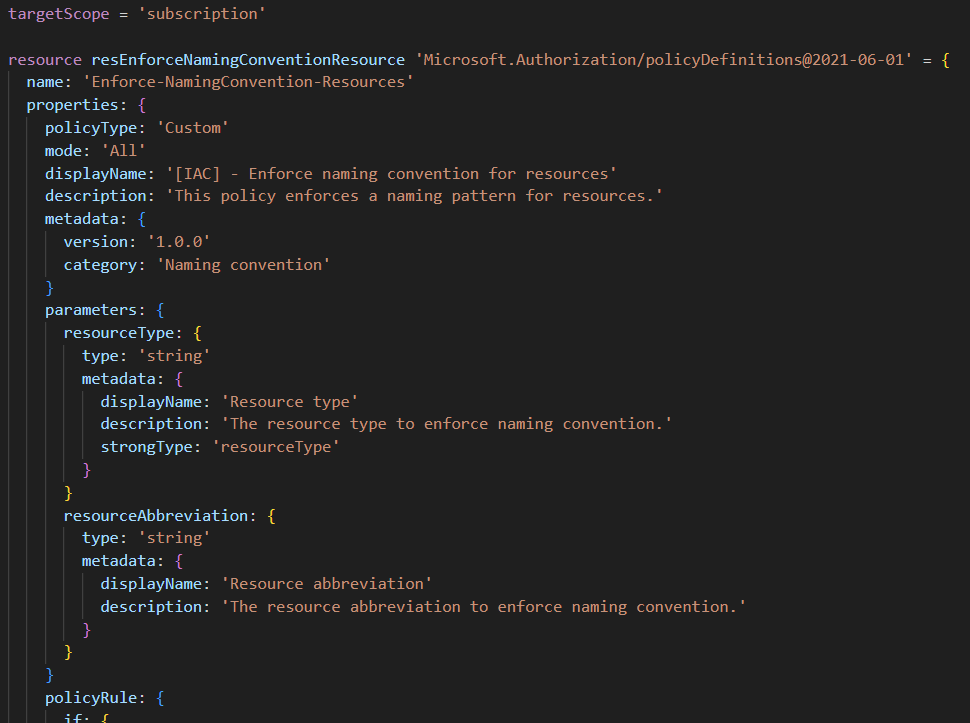 targetScope = 'subscription'
resource resEnforceNamingConventionResource 'Microsoft.Authorization/policyDefinitions@2021-06-01' = {
name: 'Enforce-NamingConvention-Resources'
properties: {
policyType: 'Custom'
mode: 'All'
displayName: '[IAC] - Enforce naming convention for resources'
description: 'This policy enforces a naming pattern for resources.'
metadata: {
version: '1.0.0'
category: 'Naming convention'
}
parameters: {
resourceType: {
type: 'string'
metadata: {
displayName: 'Resource type'
description: 'The resource type to enforce naming convention.'
strongType: 'resourceType'
}
}
resourceAbbreviation: {
type: 'string'
metadata: {
displayName: 'Resource abbreviation'
description: 'The resource abbreviation to enforce naming convention.'
}
}
}
policyRule: {
if: {